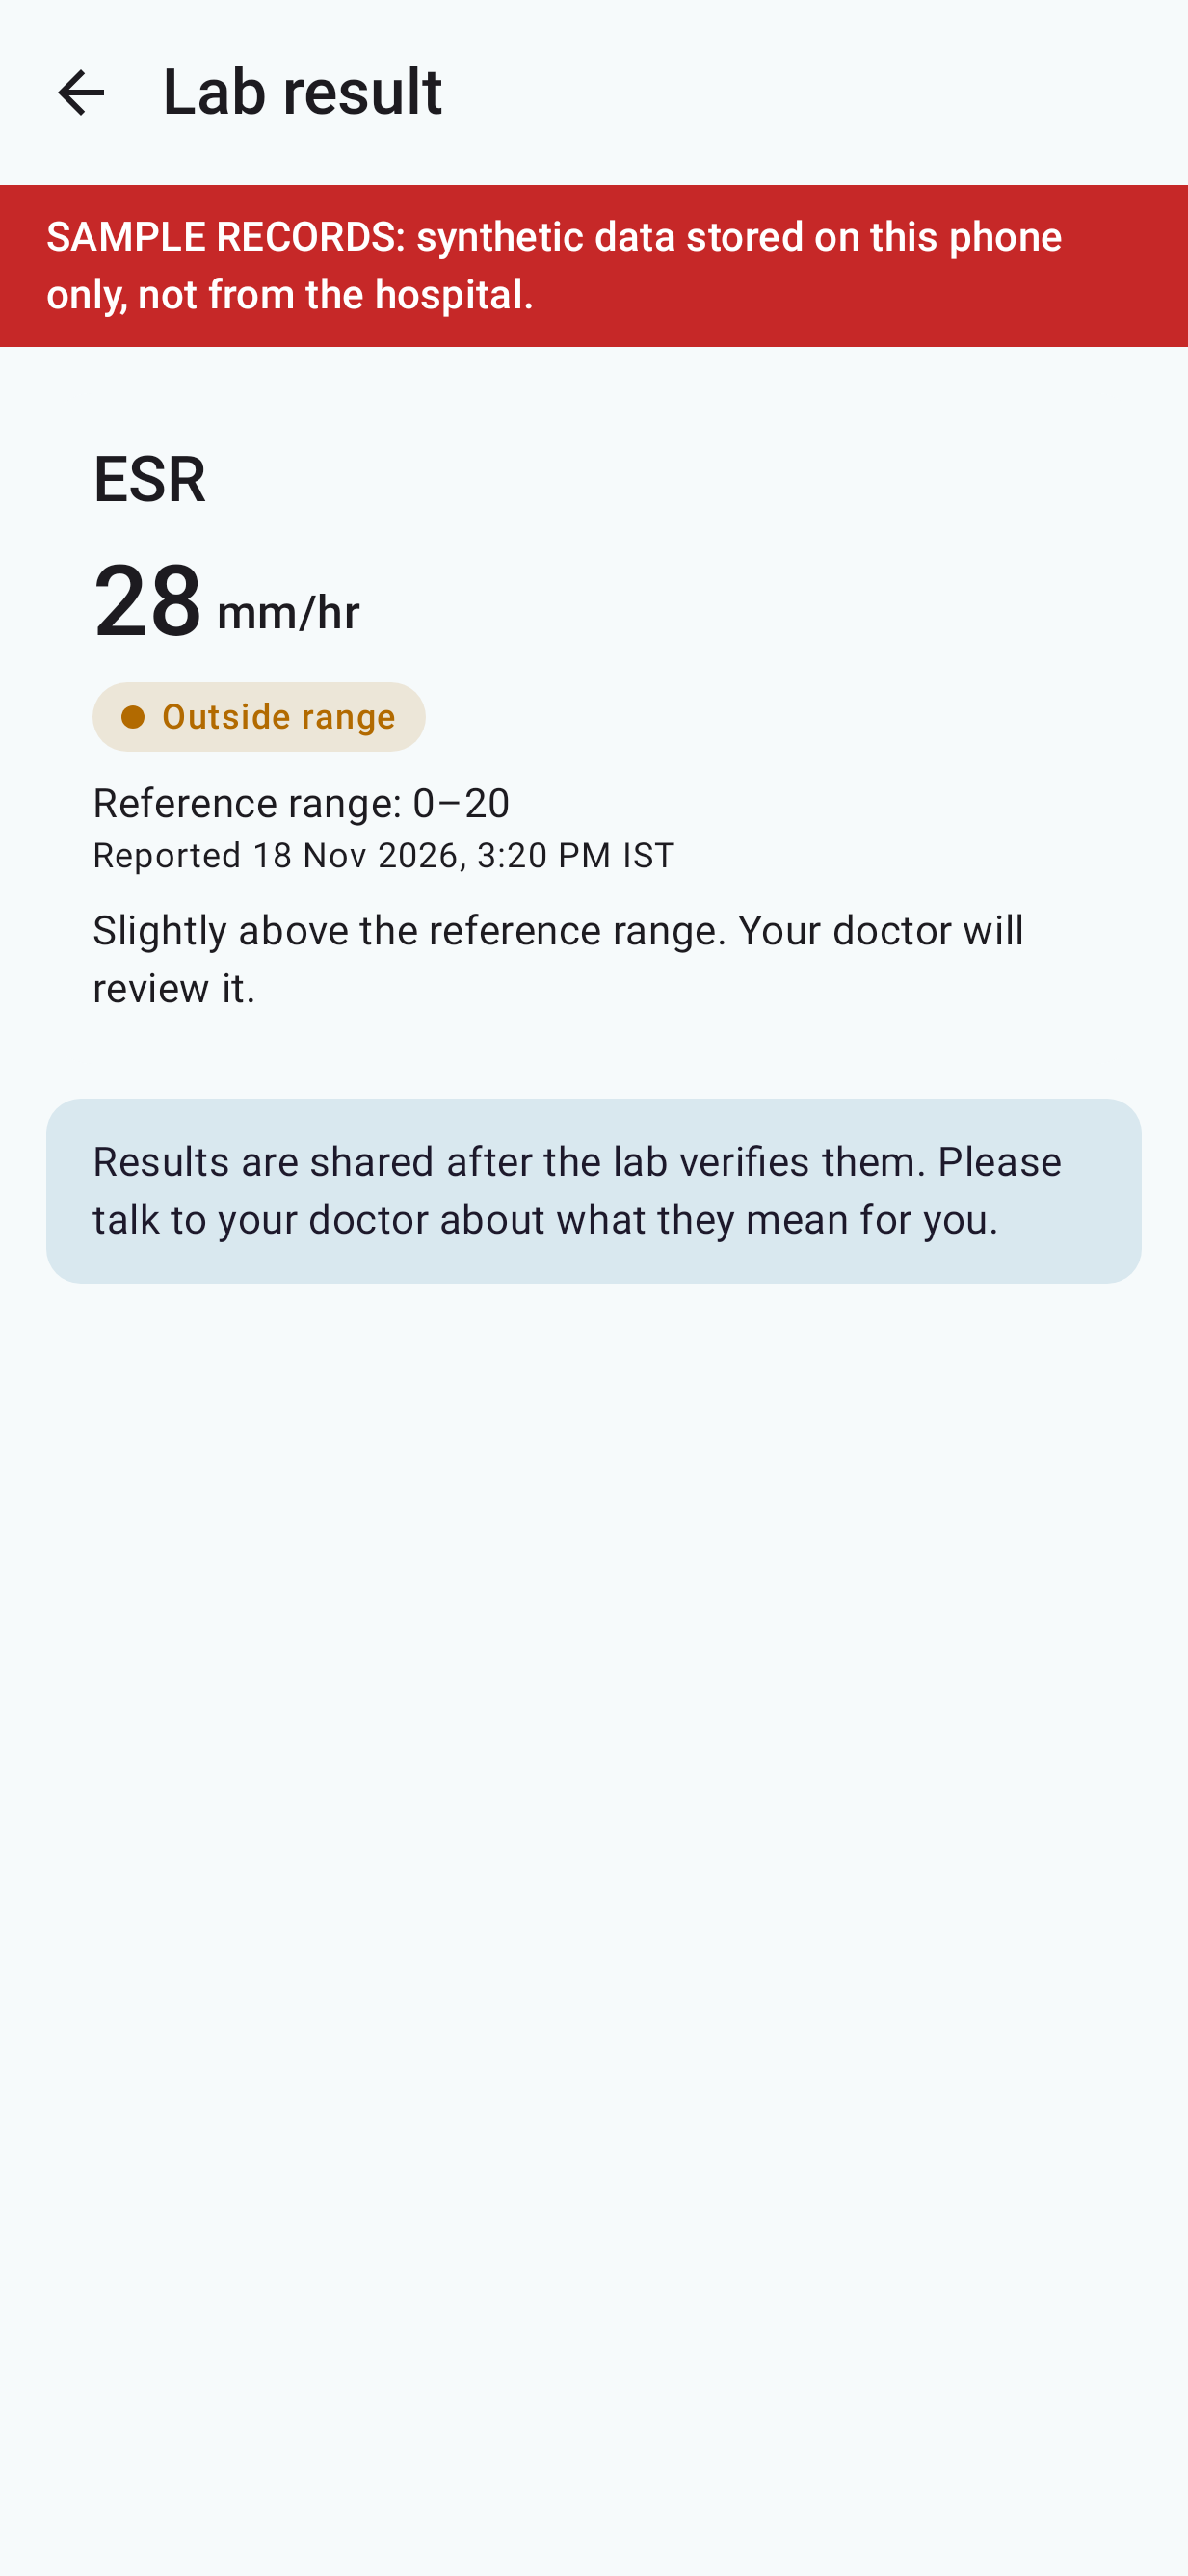 Lab result
SAMPLE RECORDS: synthetic data stored on this phone
only, not from the hospital.
ESR
28 mm/hr
Outside range
Reference range: 0–20
Reported 18 Nov 2026, 3:20 PM IST
Slightly above the reference range. Your doctor will
review it.
Results are shared after the lab verifies them. Please
talk to your doctor about what they mean for you.